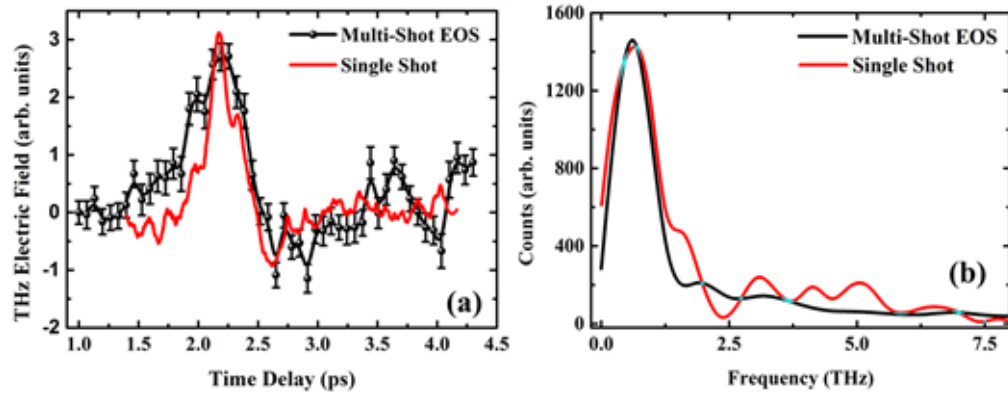 Multi-Shot EOS
Single Shot
THz Electric Field (arb. units)
3
2
1
0
-1
-2
1.0 1.5 2.0 2.5 3.0 3.5 4.0 4.5
Time Delay (ps)
(a)
Multi-Shot EOS
Single Shot
Counts (arb. units)
1600
1200
800
400
0
0.0 2.5 5.0 7.5
Frequency (THz)
(b)